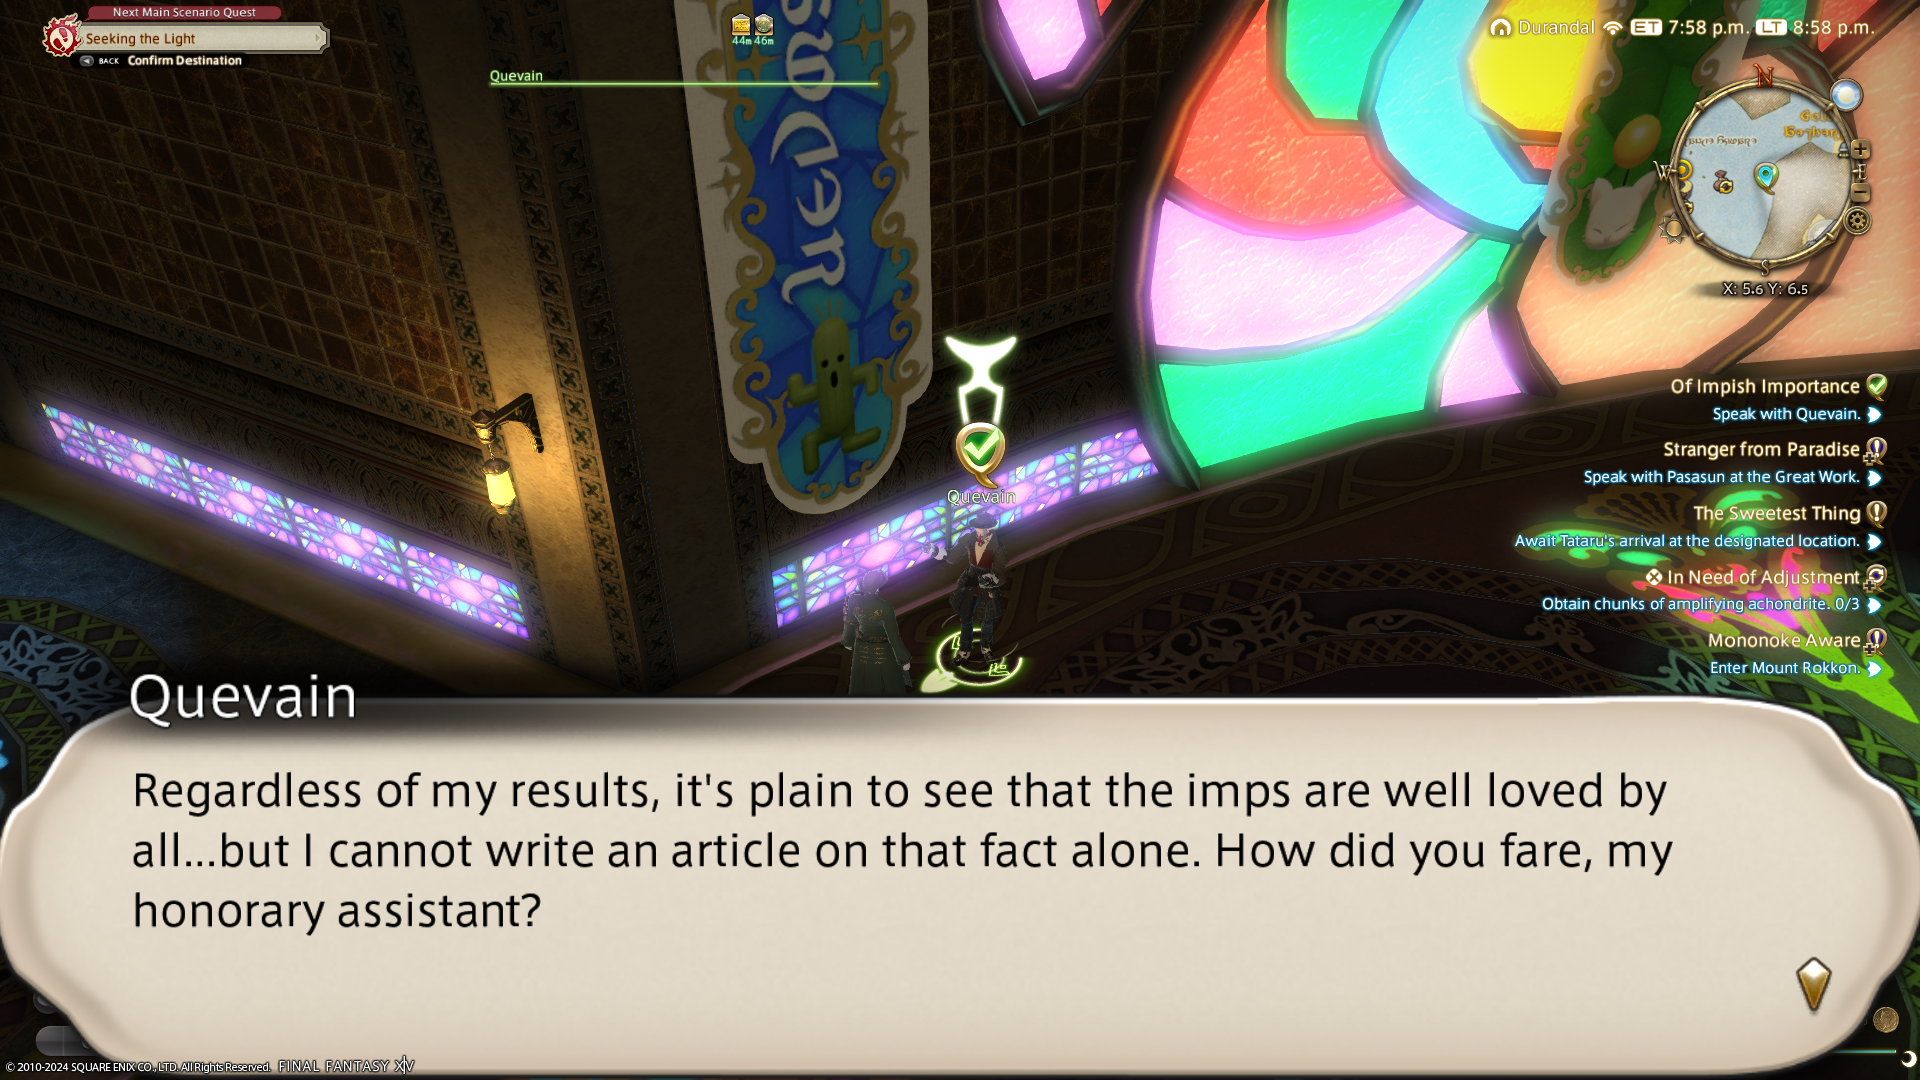 Next Main Scenario Quest
Seeking the Light
BACK Confirm Destination
44m 46m
Quevain
Durandal ET 7:58 p.m. LT 8:58 p.m.
N
W
E
S
X: 5.6 Y: 6.5
Of Impish Importance
Speak with Quevain.
Stranger from Paradise
Speak with Pasasun at the Great Work.
The Sweetest Thing
Await Tataru's arrival at the designated location.
In Need of Adjustment
Obtain chunks of amplifying achondrite. 0/3
Mononoke Aware
Enter Mount Rokkon.
Quevain
Quevain
Regardless of my results, it's plain to see that the imps are well loved by
all...but I cannot write an article on that fact alone. How did you fare, my
honorary assistant?
© 2010-2024 SQUARE ENIX CO., LTD. All Rights Reserved. FINAL FANTASY XIV